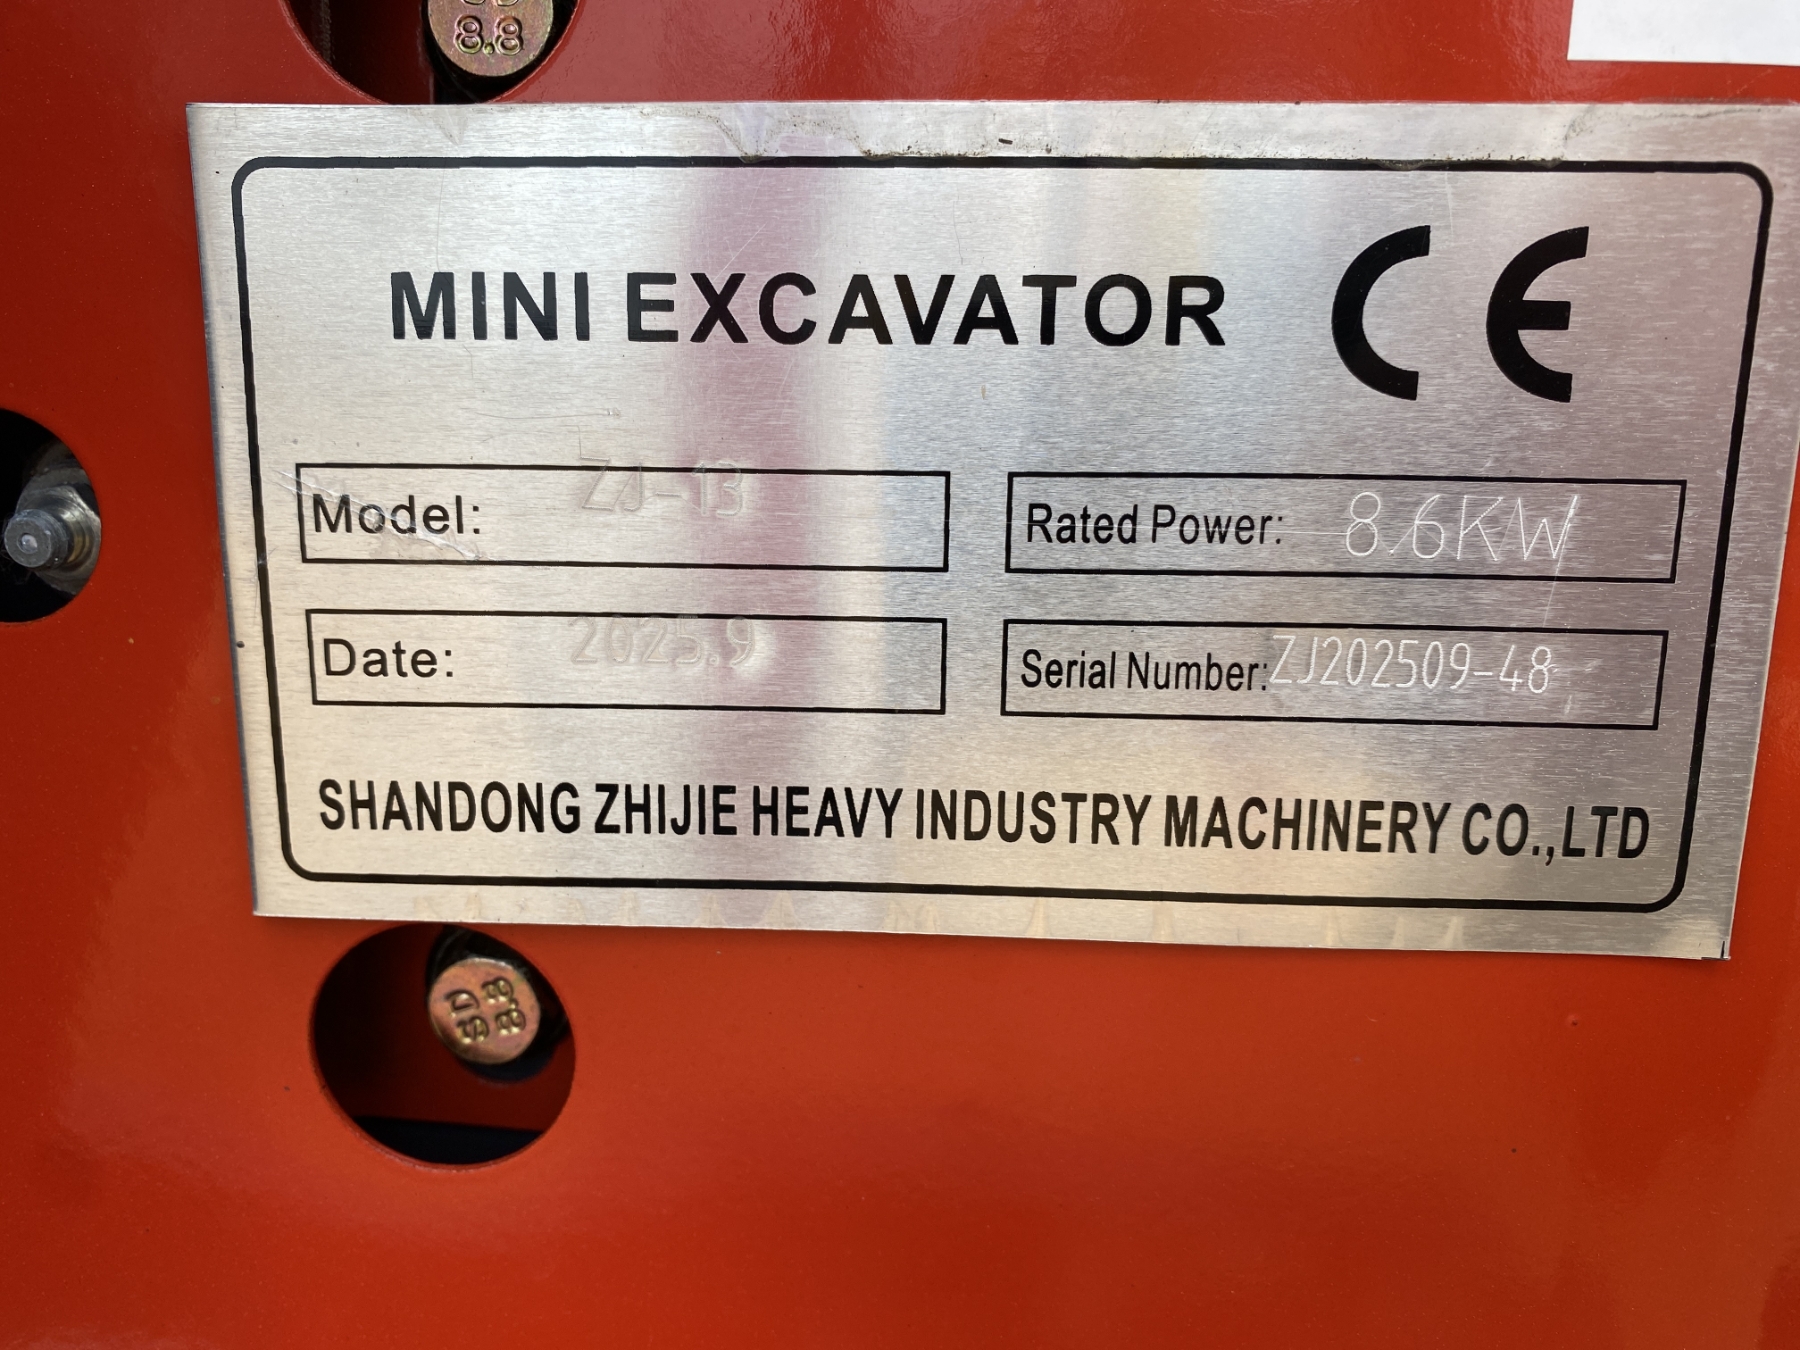 8.8
MINI EXCAVATOR CE
Model: ZJ-13
Rated Power: 8.6KW
Date: 2025.9
Serial Number: ZJ202509-48
SHANDONG ZHIJIE HEAVY INDUSTRY MACHINERY CO.,LTD
SD
8.8